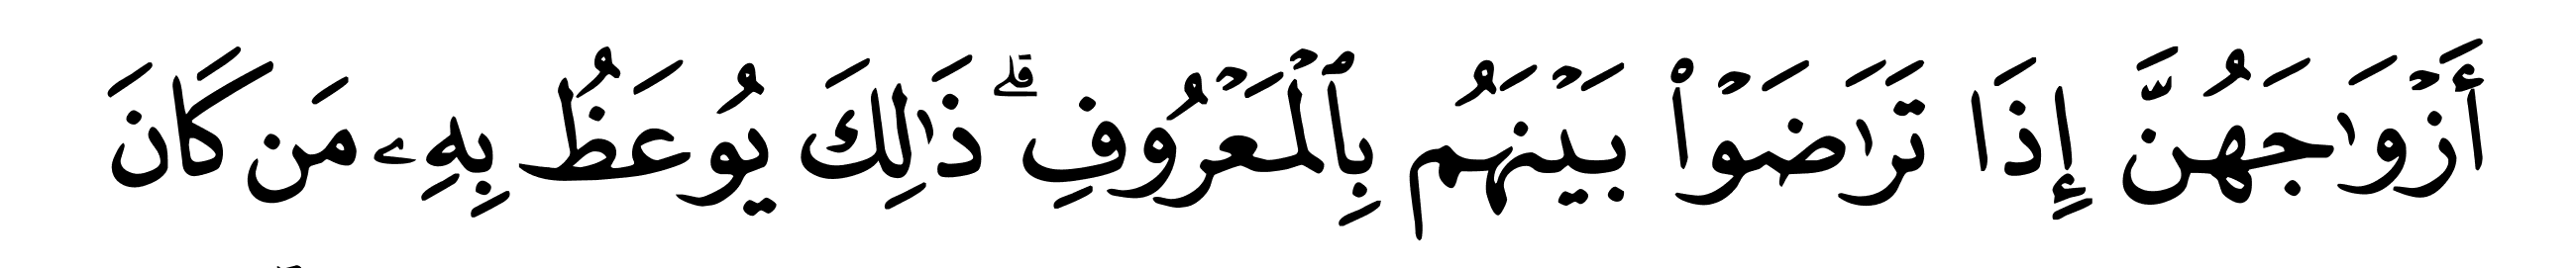 أَزۡوَٰجَهُنَّ إِذَا تَرَٰضَوۡاْ بَيۡنَهُم بِٱلۡمَعۡرُوفِۗ ذَٰلِكَ يُوعَظُ بِهِۦ مَن كَانَ